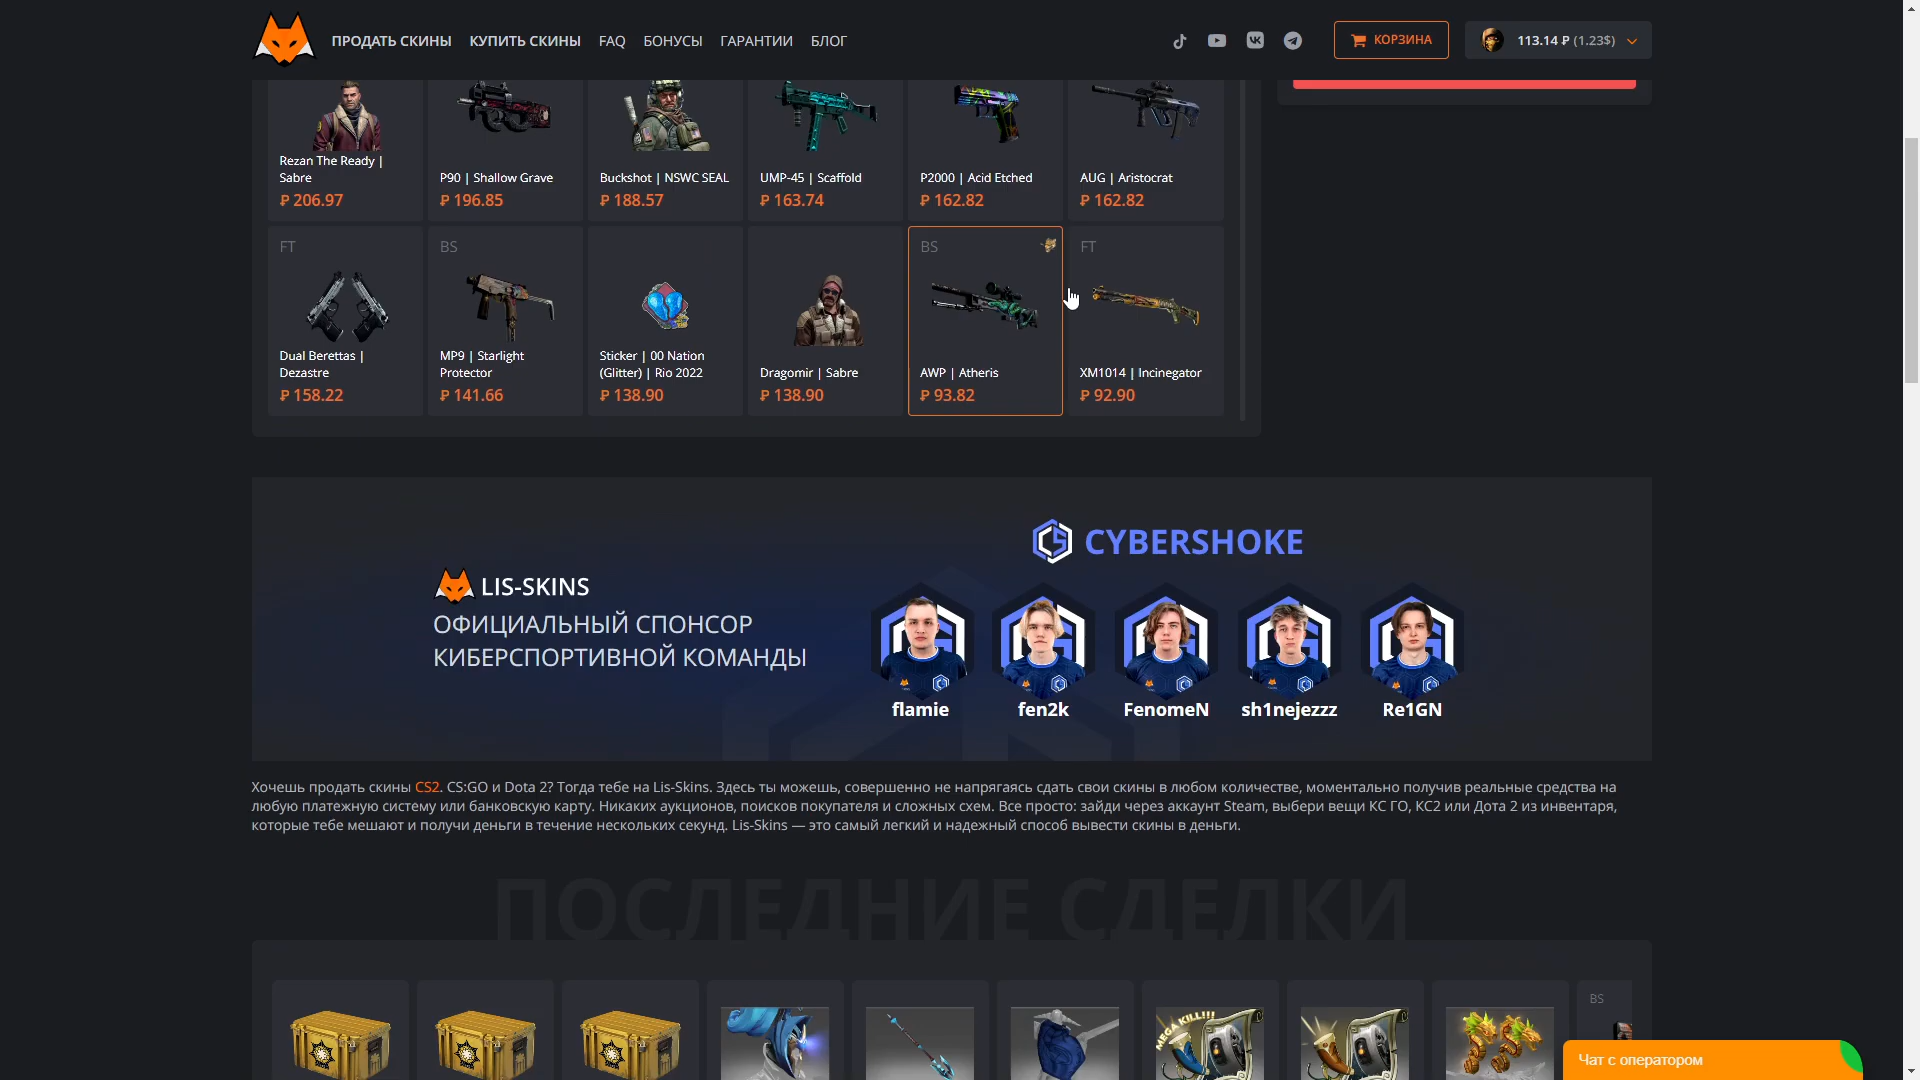 ПРОДАТЬ СКИНЫ
КУПИТЬ СКИНЫ
FAQ
БОНУСЫ
ГАРАНТИИ
БЛОГ
КОРЗИНА
113.14 ₽ (1.23$)
Rezan The Ready |
Sabre
₽ 206.97
P90 | Shallow Grave
₽ 196.85
Buckshot | NSWC SEAL
₽ 188.57
UMP-45 | Scaffold
₽ 163.74
P2000 | Acid Etched
₽ 162.82
AUG | Aristocrat
₽ 162.82
FT
Dual Berettas |
Dezastre
₽ 158.22
BS
MP9 | Starlight
Protector
₽ 141.66
Sticker | 00 Nation
(Glitter) | Rio 2022
₽ 138.90
Dragomir | Sabre
₽ 138.90
BS
AWP | Atheris
₽ 93.82
FT
XM1014 | Incinegator
₽ 92.90
CYBERSHOKE
LIS-SKINS
ОФИЦИАЛЬНЫЙ СПОНСОР
КИБЕРСПОРТИВНОЙ КОМАНДЫ
flamie
fen2k
FenomeN
sh1nejezzz
Re1GN
Хочешь продать скины CS2. CS:GO и Dota 2? Тогда тебе на Lis-Skins. Здесь ты можешь, совершенно не напрягаясь сдать свои скины в любом количестве, моментально получив реальные средства на
любую платежную систему или банковскую карту. Никаких аукционов, поисков покупателя и сложных схем. Все просто: зайди через аккаунт Steam, выбери вещи КС ГО, КС2 или Дота 2 из инвентаря,
которые тебе мешают и получи деньги в течение нескольких секунд. Lis-Skins — это самый легкий и надежный способ вывести скины в деньги.
ПОСЛЕДНИЕ СДЕЛКИ
MEGA KILL!!!
BS
Чат с оператором